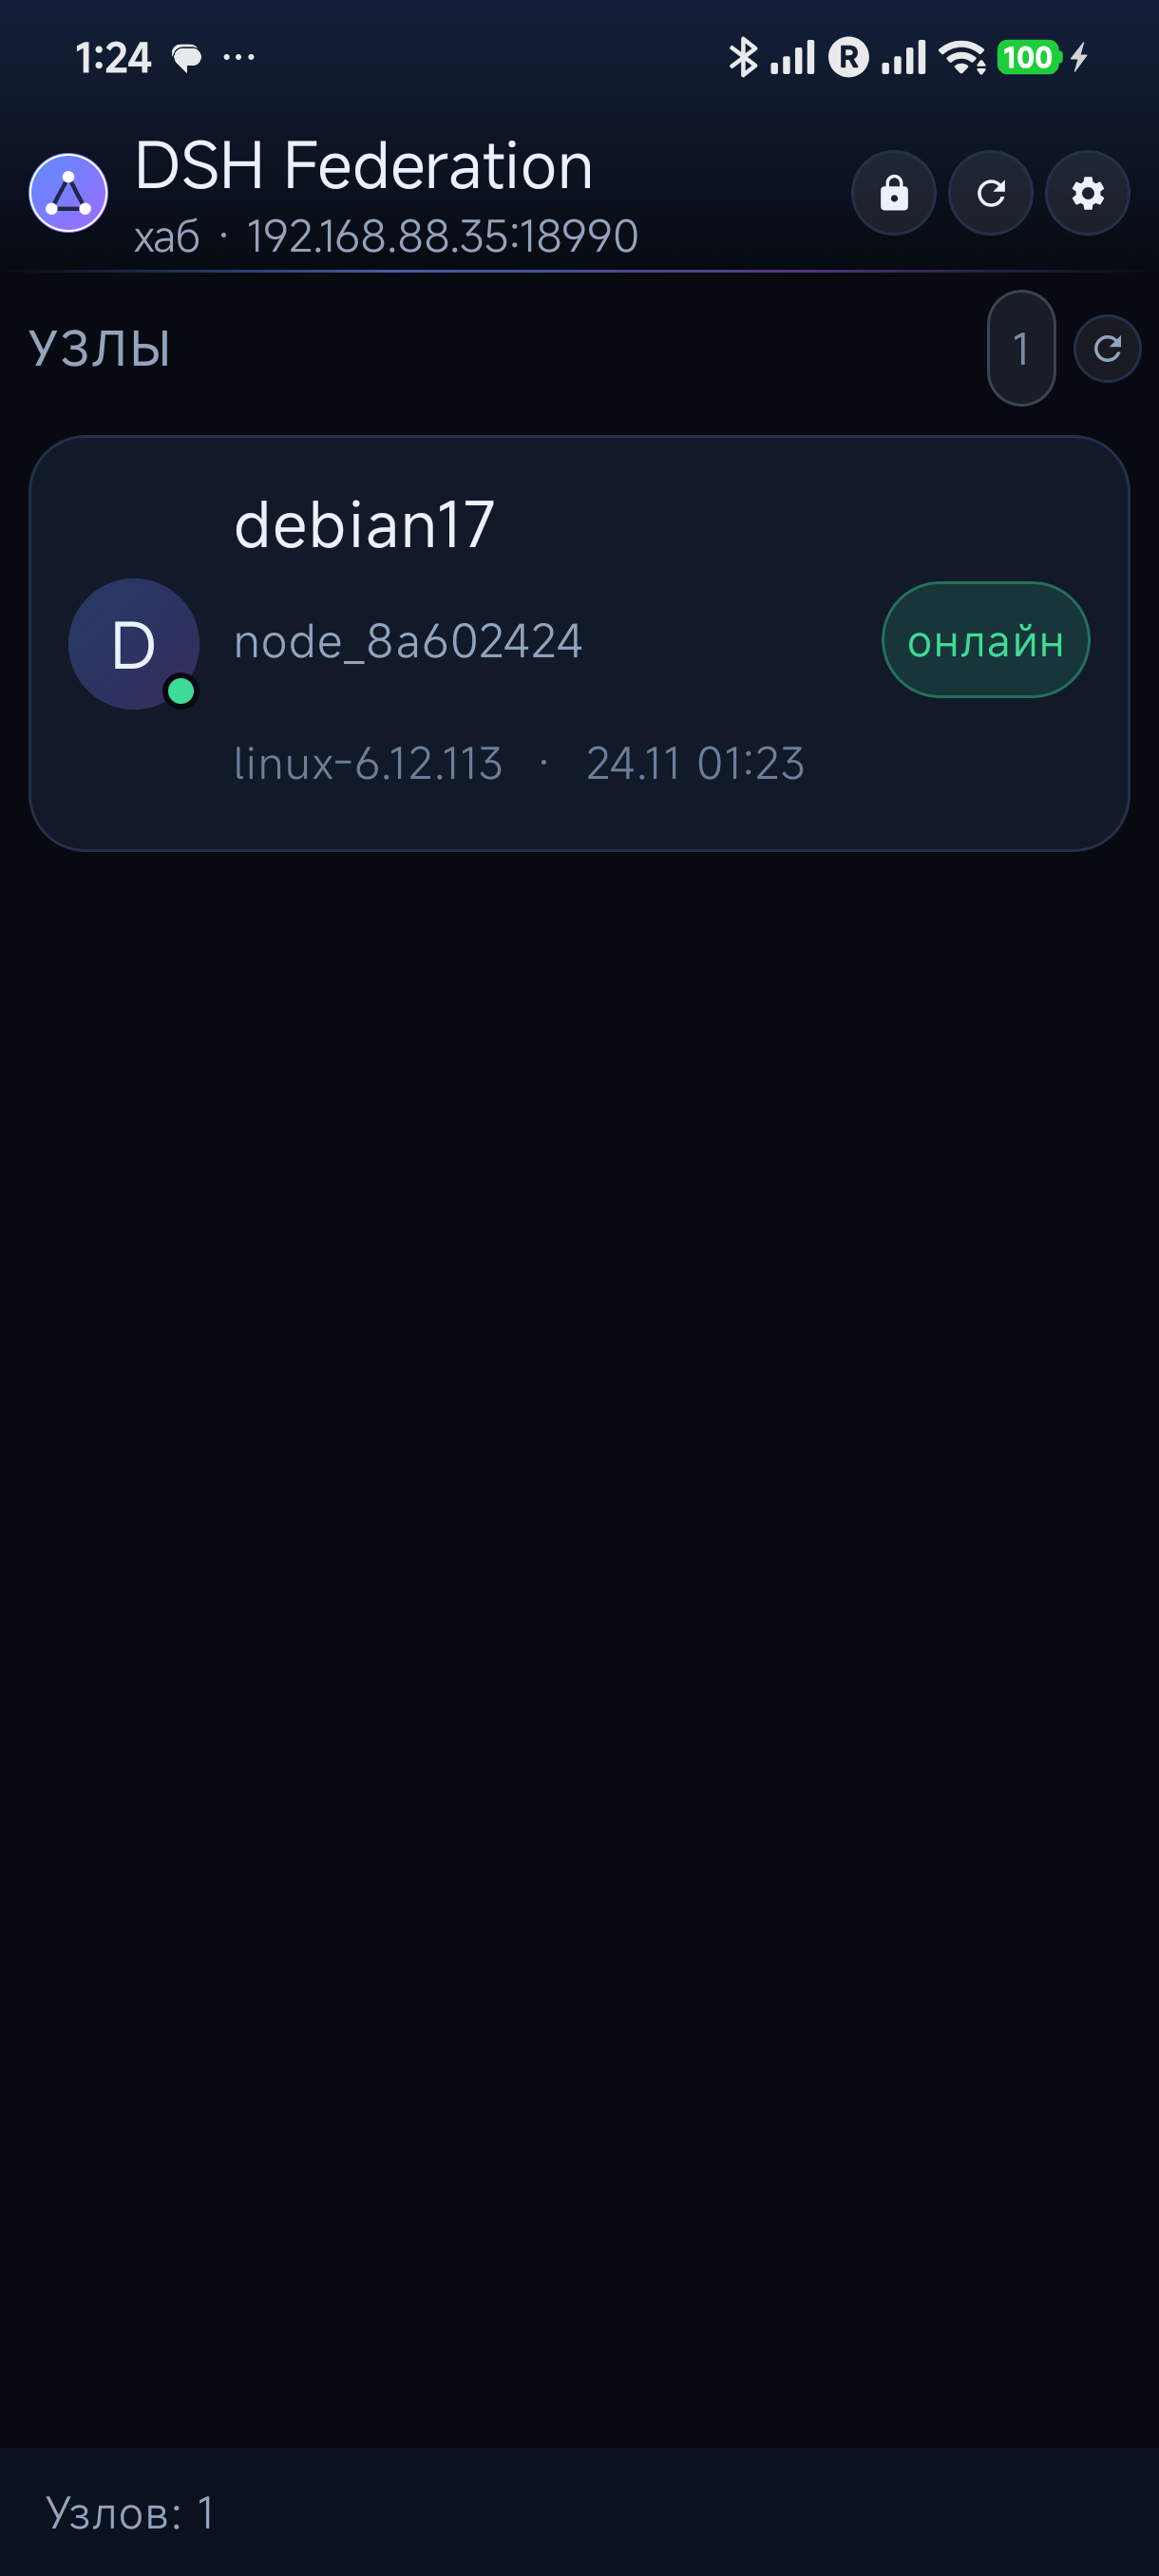 1:24
R
100
DSH Federation
хаб · 192.168.88.35:18990
УЗЛЫ
1
debian17
D
node_8a602424
онлайн
linux-6.12.113 · 24.11 01:23
Узлов: 1